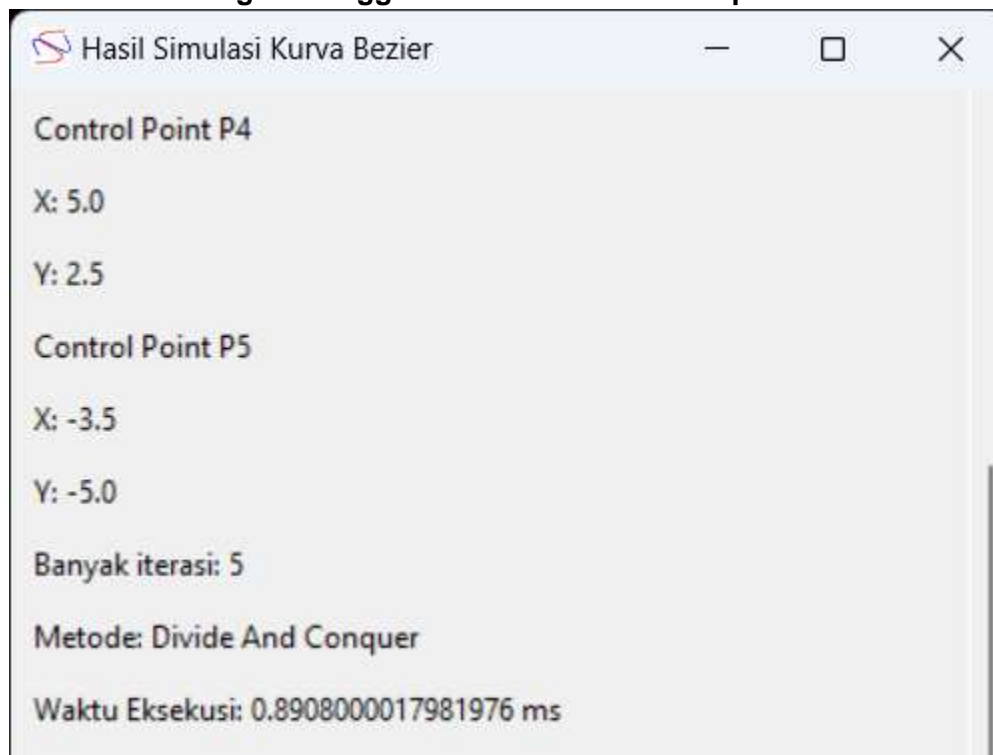 Hasil Simulasi Kurva Bezier
Control Point P4
X: 5.0
Y: 2.5
Control Point P5
X: -3.5
Y: -5.0
Banyak iterasi: 5
Metode: Divide And Conquer
Waktu Eksekusi: 0.8908000017981976 ms